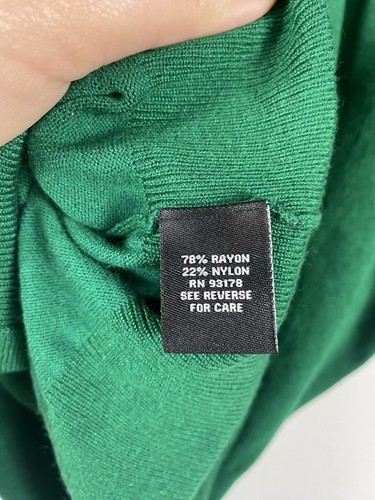 78% RAYON
22% NYLON
RN 93178
SEE REVERSE
FOR CARE